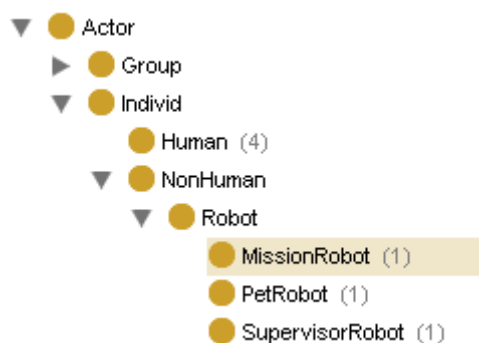 Actor
Group
Individ
Human (4)
NonHuman
Robot
MissionRobot (1)
PetRobot (1)
SupervisorRobot (1)